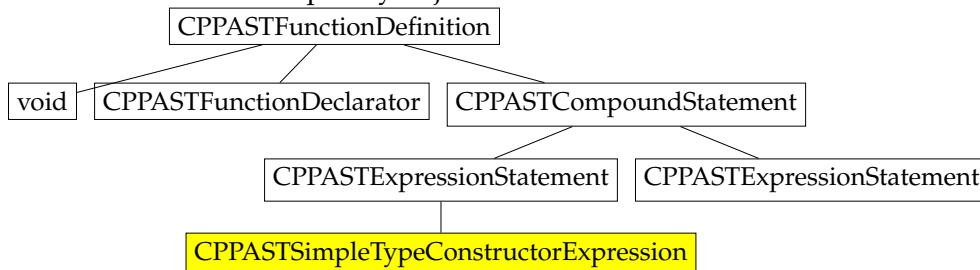 CPPASTFunctionDefinition
void CPPASTFunctionDeclarator CPPASTCompoundStatement
CPPASTExpressionStatement CPPASTExpressionStatement
CPPASTSimpleTypeConstructorExpression